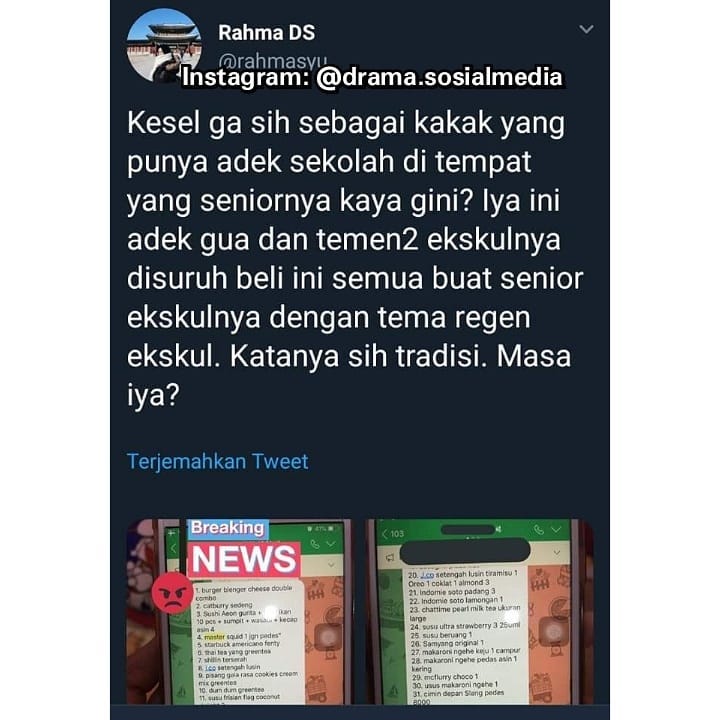 Rahma DS
@rahmasyu
Instagram: @drama.sosialmedia
Kesel ga sih sebagai kakak yang
punya adek sekolah di tempat
yang seniornya kaya gini? Iya ini
adek gua dan temen2 ekskulnya
disuruh beli ini semua buat senior
ekskulnya dengan tema regen
ekskul. Katanya sih tradisi. Masa
iya?
Terjemahkan Tweet
Breaking
NEWS
47%
1. burger blenger cheese double
combo
2. catburry sedeng
3. Sushi Aeon gurita ikan
10 pcs + sumpit + wasabi + kecap
asin 4
4. master squid 1 jgn pedes"
5. starbuck americano fenty
6. thai tea yang greentea
7. shilin terserah
8. j.co setengah lusin
9. pisang gula rasa cookies cream
mix greentea
10. dum dum greentea
11. susu frisian flag coconut
103
20. j.co setengah lusin tiramisu 1
Oreo 1 coklat 1 almond 3
21. Indomie soto padang 3
22. Indomie soto lamongan 1
23. chattime pearl milk tea ukuran
large
24. susu ultra strawberry 3 250ml
25. susu beruang 1
26. Samyang original 1
27. makaroni ngehe keju 1 campur
28. makaroni ngehe pedas asin 1
kering
29. mcflurry choco 1
30. usus makaroni ngehe 1
31. cimin depan Slang pedes
8000